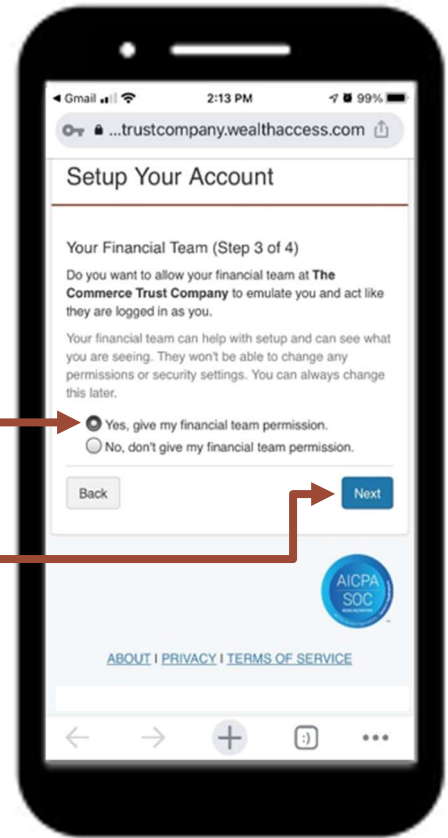 Gmail 2:13 PM 99%
...trustcompany.wealthaccess.com
Setup Your Account
Your Financial Team (Step 3 of 4)
Do you want to allow your financial team at The
Commerce Trust Company to emulate you and act like
they are logged in as you.
Your financial team can help with setup and can see what
you are seeing. They won't be able to change any
permissions or security settings. You can always change
this later.
Yes, give my financial team permission.
No, don't give my financial team permission.
Back Next
AICPA
SOC
ABOUT | PRIVACY | TERMS OF SERVICE
:)